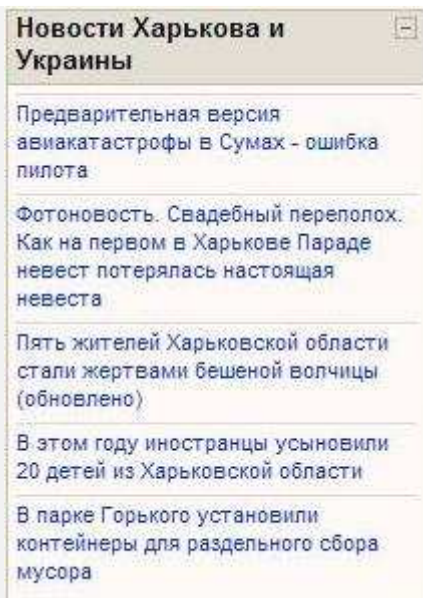 Новости Харькова и
Украины
Предварительная версия
авиакатастрофы в Сумах - ошибка
пилота
Фотоновость. Свадебный переполох.
Как на первом в Харькове Параде
невест потерялась настоящая
невеста
Пять жителей Харьковской области
стали жертвами бешеной волчицы
(обновлено)
В этом году иностранцы усыновили
20 детей из Харьковской области
В парке Горького установили
контейнеры для раздельного сбора
мусора